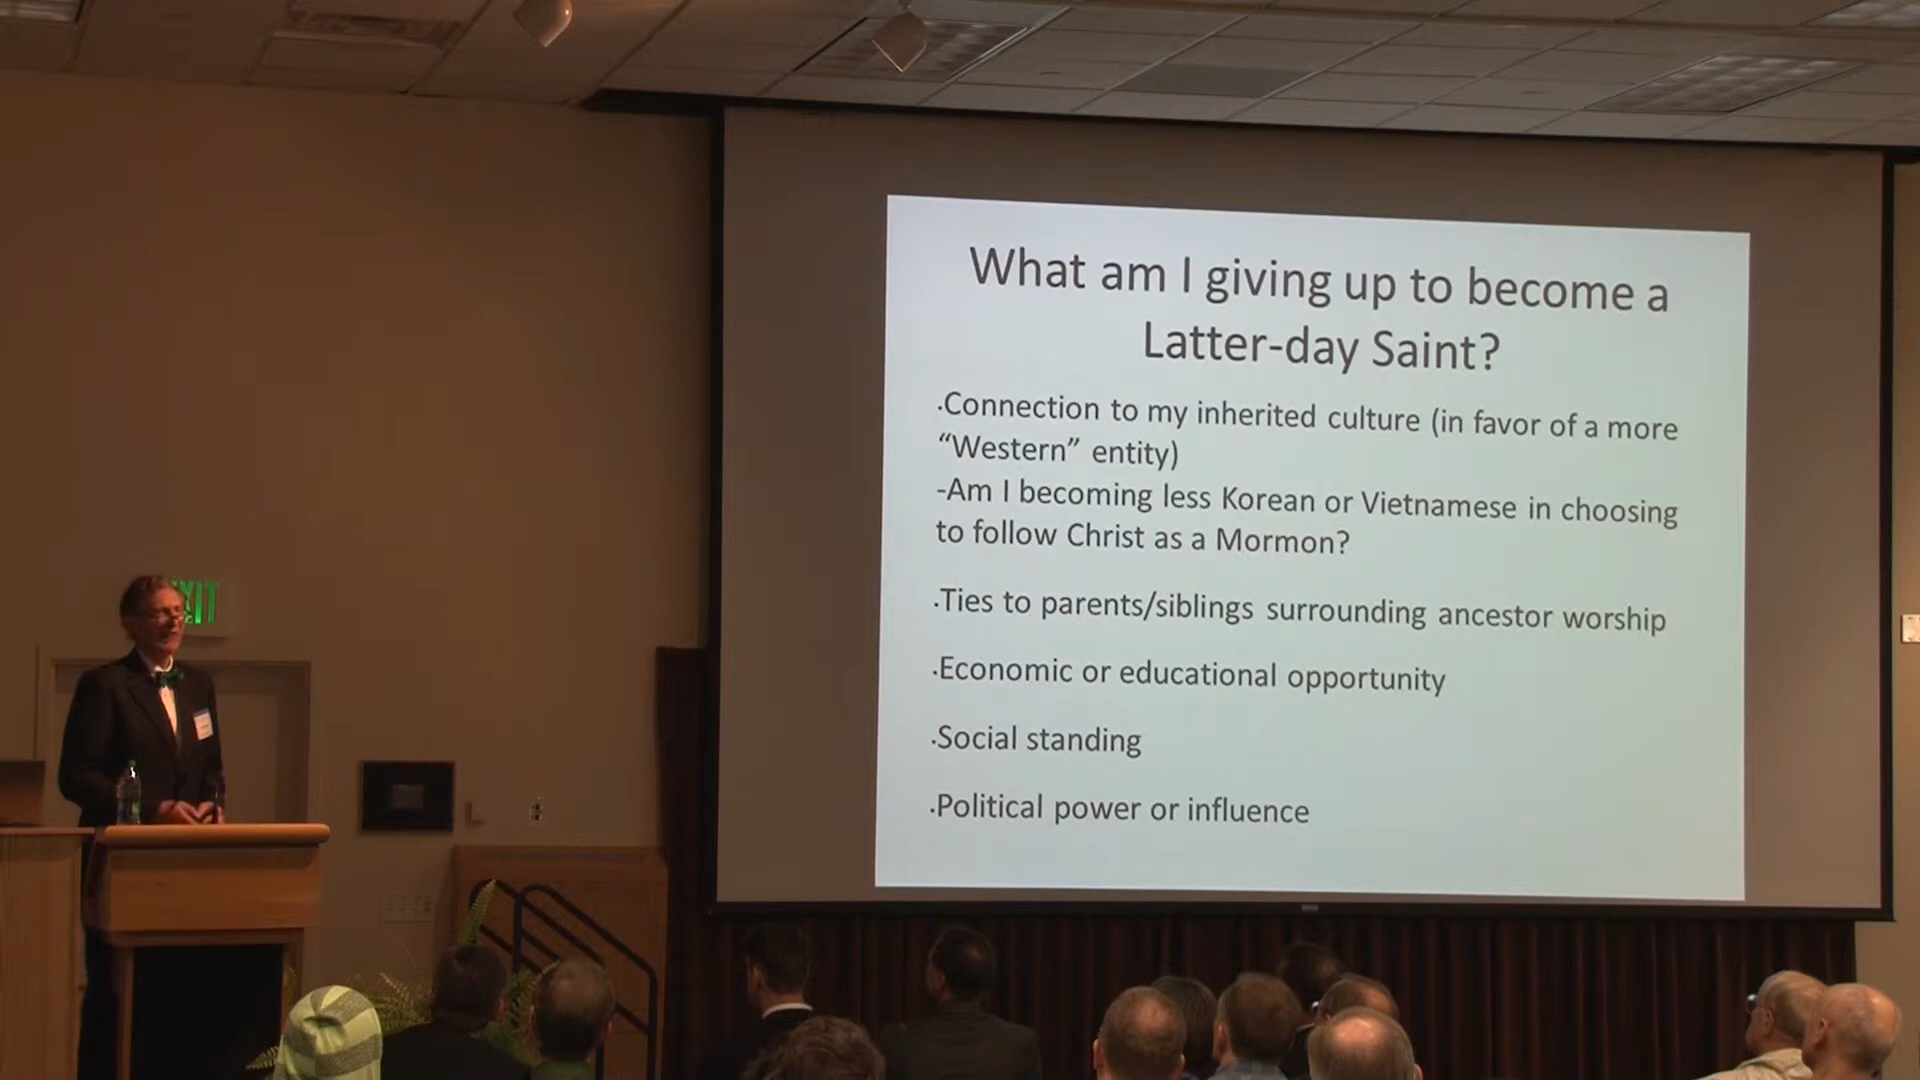 What am I giving up to become a
Latter-day Saint?
.Connection to my inherited culture (in favor of a more
“Western” entity)
-Am I becoming less Korean or Vietnamese in choosing
to follow Christ as a Mormon?
.Ties to parents/siblings surrounding ancestor worship
.Economic or educational opportunity
.Social standing
.Political power or influence
EXIT